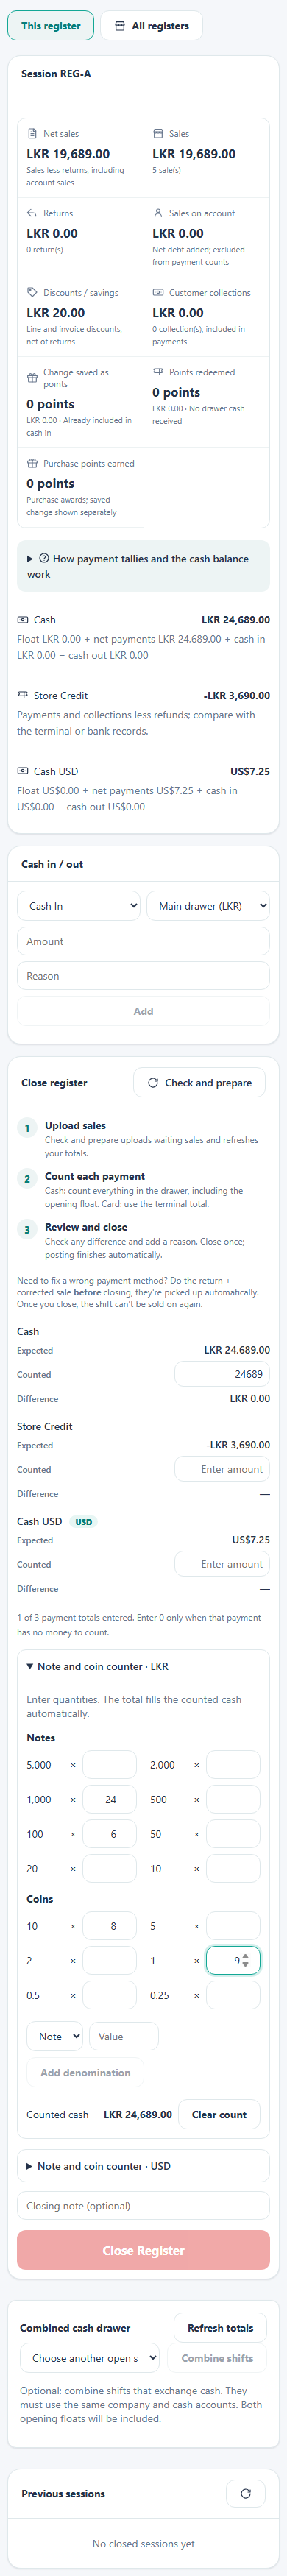 This register
All registers
Session REG-A
Net sales
LKR 19,689.00
Sales less returns, including
account sales
Sales
LKR 19,689.00
5 sale(s)
Returns
LKR 0.00
0 return(s)
Sales on account
LKR 0.00
Net debt added; excluded
from payment counts
Discounts / savings
LKR 20.00
Line and invoice discounts,
net of returns
Customer collections
LKR 0.00
0 collection(s), included in
payments
Change saved as
points
0 points
LKR 0.00 · Already included in
cash in
Points redeemed
0 points
LKR 0.00 · No drawer cash
received
Purchase points earned
0 points
Purchase awards; saved
change shown separately
How payment tallies and the cash balance
work
Cash LKR 24,689.00
Float LKR 0.00 + net payments LKR 24,689.00 + cash in
LKR 0.00 − cash out LKR 0.00
Store Credit -LKR 3,690.00
Payments and collections less refunds; compare with
the terminal or bank records.
Cash USD US$7.25
Float US$0.00 + net payments US$7.25 + cash in
US$0.00 − cash out US$0.00
Cash in / out
Cash In
Main drawer (LKR)
Amount
Reason
Add
Close register
Check and prepare
1 Upload sales
Check and prepare uploads waiting sales and refreshes
your totals.
2 Count each payment
Cash: count everything in the drawer, including the
opening float. Card: use the terminal total.
3 Review and close
Check any difference and add a reason. Close once;
posting finishes automatically.
Need to fix a wrong payment method? Do the return +
corrected sale before closing, they're picked up automatically.
Once you close, the shift can't be sold on again.
Cash
Expected LKR 24,689.00
Counted 24689
Difference LKR 0.00
Store Credit
Expected -LKR 3,690.00
Counted Enter amount
Difference —
Cash USD USD
Expected US$7.25
Counted Enter amount
Difference —
1 of 3 payment totals entered. Enter 0 only when that payment
has no money to count.
Note and coin counter · LKR
Enter quantities. The total fills the counted cash
automatically.
Notes
5,000 × 2,000 ×
1,000 × 24 500 ×
100 × 6 50 ×
20 × 10 ×
Coins
10 × 8 5 ×
2 × 1 × 9
0.5 × 0.25 ×
Note
Value
Add denomination
Counted cash LKR 24,689.00 Clear count
Note and coin counter · USD
Closing note (optional)
Close Register
Combined cash drawer
Refresh totals
Choose another open s
Combine shifts
Optional: combine shifts that exchange cash. They
must use the same company and cash accounts. Both
opening floats will be included.
Previous sessions
No closed sessions yet